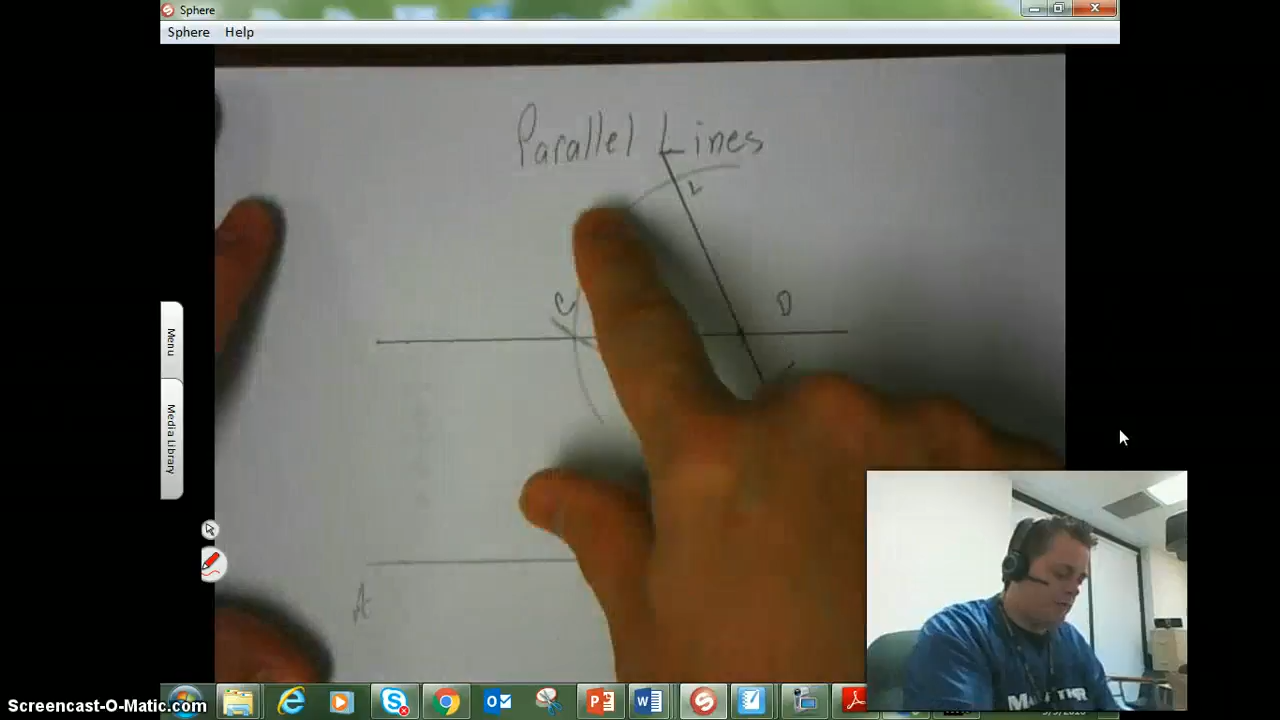 Sphere
Sphere Help
Parallel Lines
L
C D
Menu
Media Library
A
Screencast-O-Matic.com